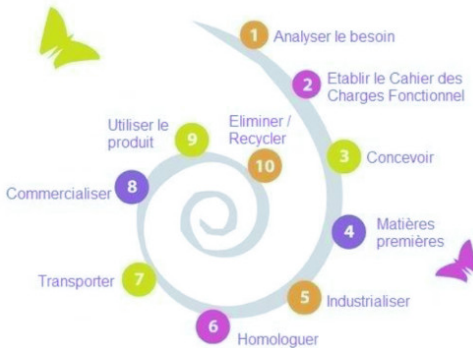 1 Analyser le besoin
2 Etablir le Cahier des
Charges Fonctionnel
3 Concevoir
4 Matières
premières
5 Industrialiser
6 Homologuer
7 Transporter
8 Commercialiser
9 Utiliser le
produit
10 Eliminer /
Recycler